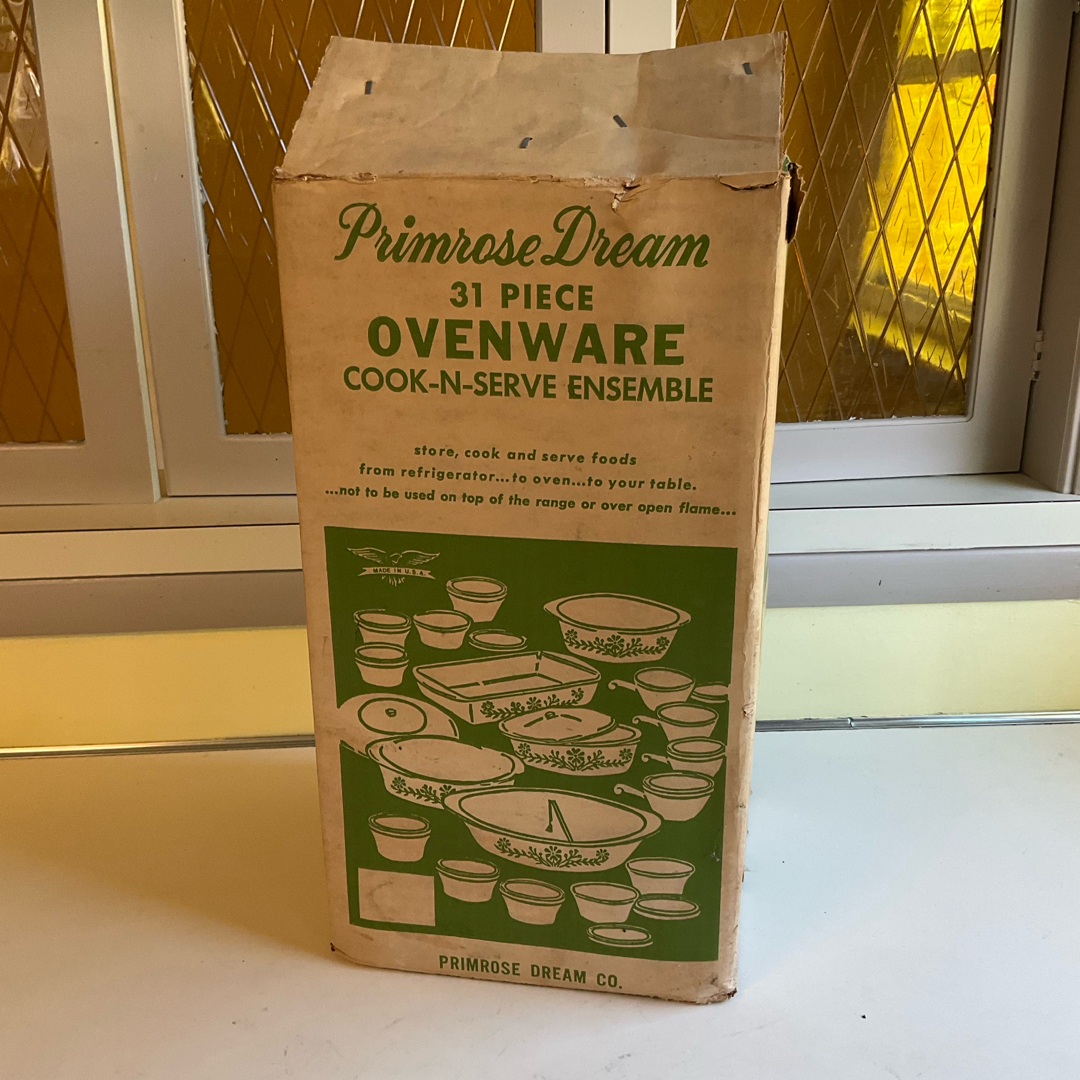 Primrose Dream
31 PIECE
OVENWARE
COOK-N-SERVE ENSEMBLE
store, cook and serve foods
from refrigerator...to oven...to your table.
...not to be used on top of the range or over open flame...
MADE IN U.S.A.
PRIMROSE DREAM CO.